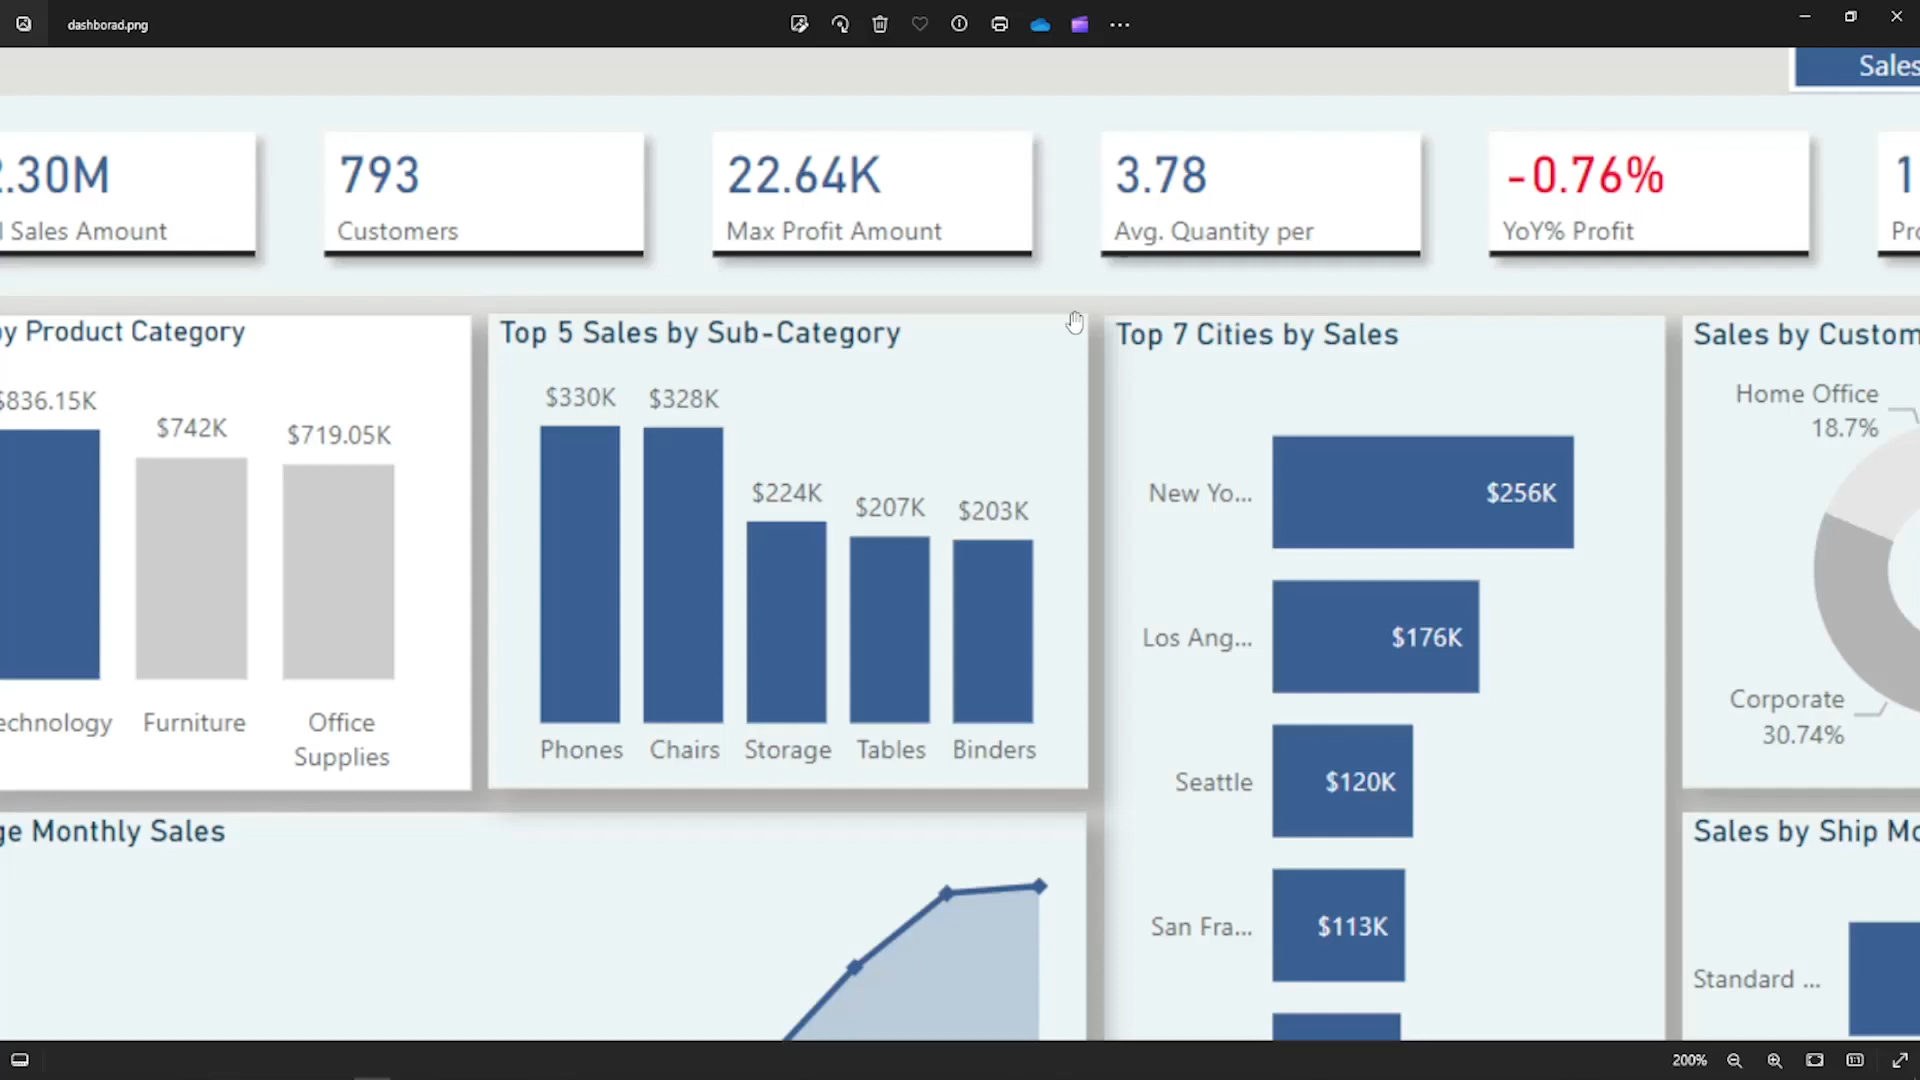 dashborad.png
Sales
.30M
Sales Amount
793
Customers
22.64K
Max Profit Amount
3.78
Avg. Quantity per
-0.76%
YoY% Profit
1
by Product Category
$836.15K
$742K
$719.05K
echnology
Furniture
Office
Supplies
Top 5 Sales by Sub-Category
$330K
$328K
$224K
$207K
$203K
Phones
Chairs
Storage
Tables
Binders
Top 7 Cities by Sales
New Yo...
$256K
Los Ang...
$176K
Seattle
$120K
San Fra...
$113K
Sales by Custom
Home Office
18.7%
Corporate
30.74%
ge Monthly Sales
Sales by Ship Mo
Standard ...
200%